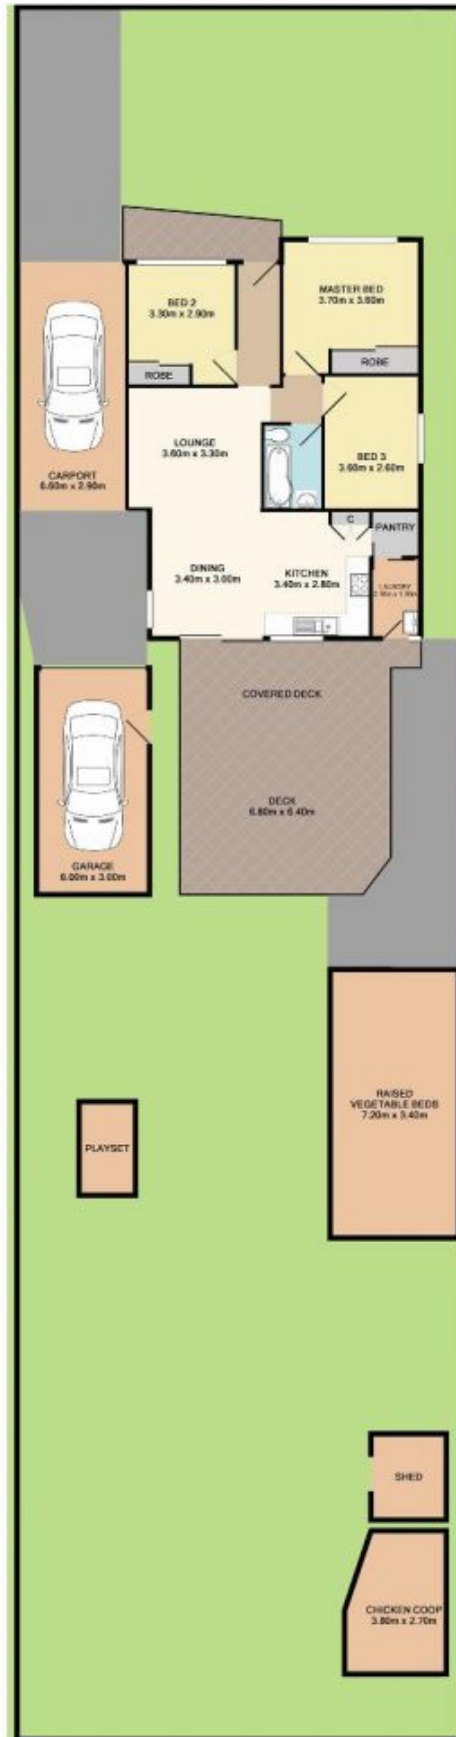 MASTER BED
3.70m x 3.60m
BED 2
3.30m x 2.90m
ROBE
ROBE
LOUNGE
3.60m x 3.30m
BED 3
3.60m x 2.60m
CARPORT
6.60m x 2.90m
C
PANTRY
DINING
3.40m x 3.00m
KITCHEN
3.40m x 2.80m
LAUNDRY
COVERED DECK
DECK
6.80m x 6.40m
GARAGE
6.00m x 3.00m
RAISED
VEGETABLE BEDS
7.20m x 3.40m
PLAYSET
SHED
CHICKEN COOP
3.80m x 2.70m